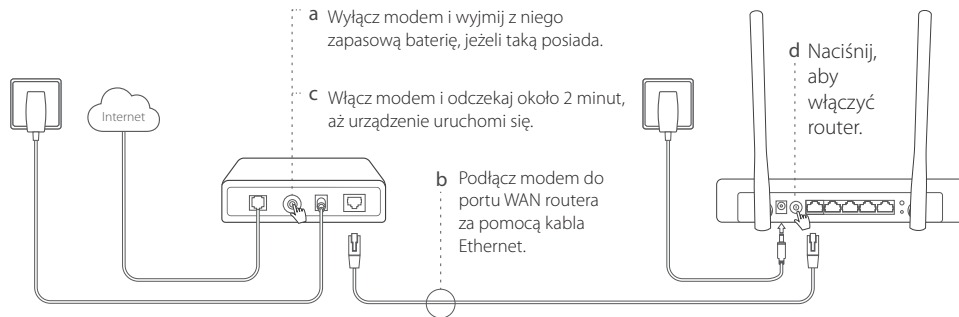 a Wyłącz modem i wyjmij z niego
zapasową baterię, jeżeli taką posiada.
c Włącz modem i odczekaj około 2 minut,
aż urządzenie uruchomi się.
Internet
b Podłącz modem do
portu WAN routera
za pomocą kabla
Ethernet.
d Naciśnij,
aby
włączyć
router.